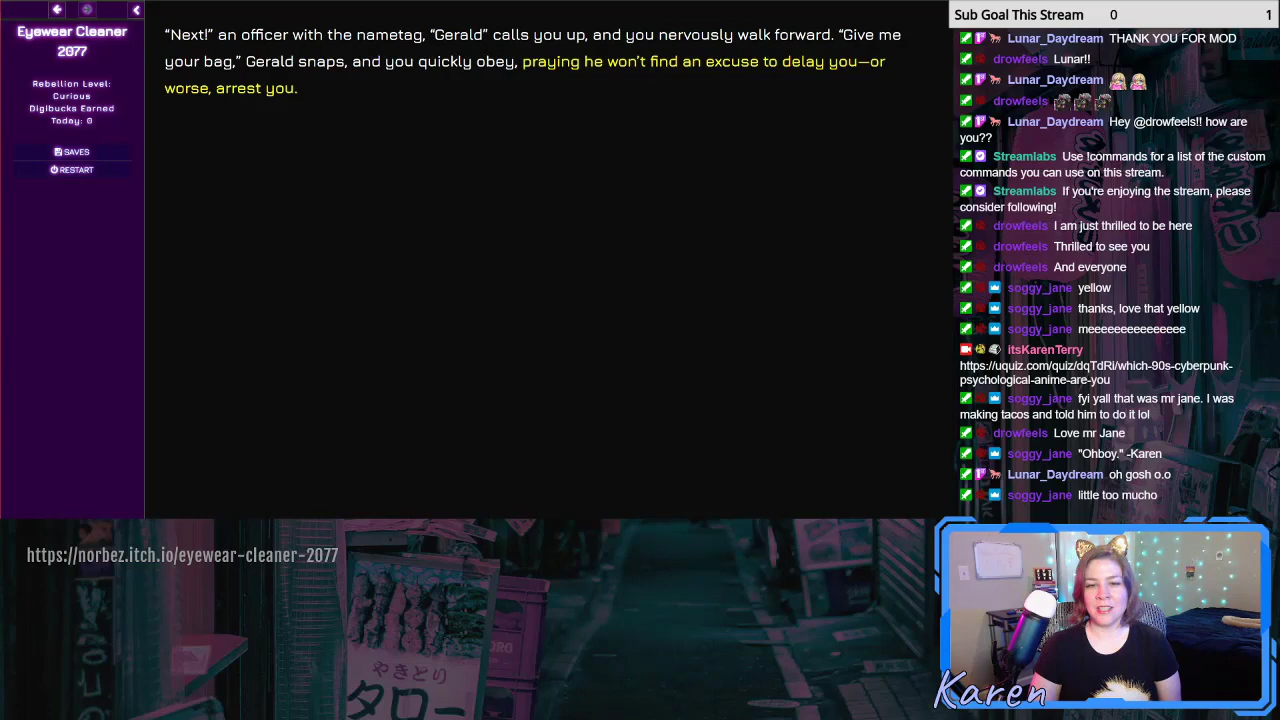 Eyewear Cleaner
2077
Rebellion Level:
Curious
Digibucks Earned
Today: 0
SAVES
RESTART
“Next!” an officer with the nametag, “Gerald” calls you up, and you nervously walk forward. “Give me
your bag,” Gerald snaps, and you quickly obey, praying he won’t find an excuse to delay you—or
worse, arrest you.
Sub Goal This Stream 0 1
Lunar_Daydream THANK YOU FOR MOD
drowfeels Lunar!!
Lunar_Daydream
drowfeels
Lunar_Daydream Hey @drowfeels!! how are
you??
Streamlabs Use !commands for a list of the custom
commands you can use on this stream.
Streamlabs If you're enjoying the stream, please
consider following!
drowfeels I am just thrilled to be here
drowfeels Thrilled to see you
drowfeels And everyone
soggy_jane yellow
soggy_jane thanks, love that yellow
soggy_jane meeeeeeeeeeeeeee
itsKarenTerry
https://uquiz.com/quiz/dqTdRi/which-90s-cyberpunk-
psychological-anime-are-you
soggy_jane fyi yall that was mr jane. I was
making tacos and told him to do it lol
drowfeels Love mr Jane
soggy_jane "Ohboy." -Karen
Lunar_Daydream oh gosh o.o
soggy_jane little too mucho
https://norbez.itch.io/eyewear-cleaner-2077
やきとり
タワー
Karen